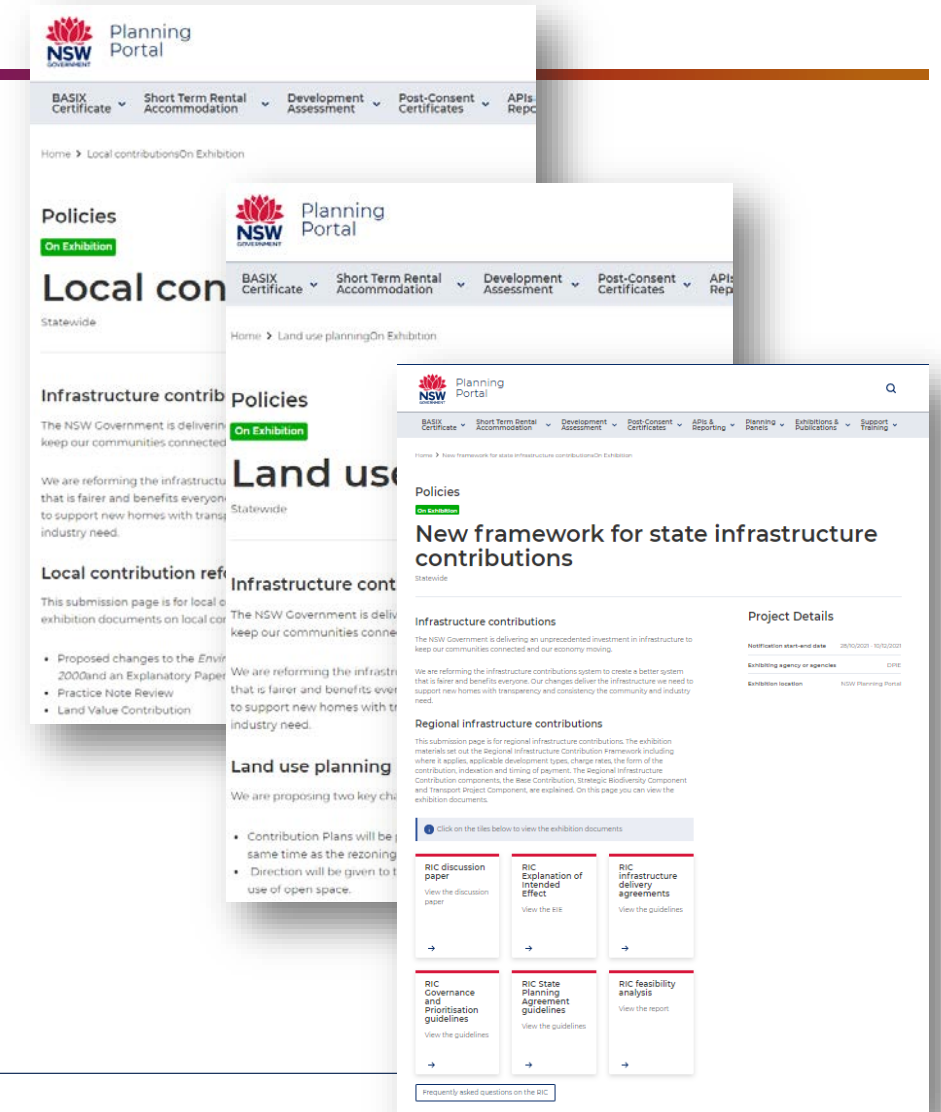 NSW
GOVERNMENT
Planning
Portal
BASIX
Certificate
Short Term Rental
Accommodation
Development
Assessment
Post-Consent
Certificates
APIs
Repo
Home > Local contributionsOn Exhibition
Policies
On Exhibition
Local con
Statewide
Infrastructure contrib
The NSW Government is deliverin
keep our communities connected
We are reforming the infrastructu
that is fairer and benefits everyon
to support new homes with transp
industry need.
Local contribution refo
This submission page is for local c
exhibition documents on local cor
• Proposed changes to the Envir
2000and an Explanatory Paper
• Practice Note Review
• Land Value Contribution
NSW
GOVERNMENT
Planning
Portal
BASIX
Certificate
Short Term Rental
Accommodation
Development
Assessment
Post-Consent
Certificates
APIs
Rep
Home > Land use planningOn Exhibition
Policies
On Exhibition
Land use
Statewide
Infrastructure cont
The NSW Government is deliv
keep our communities conne
We are reforming the infrastr
that is fairer and benefits ever
to support new homes with tr
industry need.
Land use planning
We are proposing two key cha
• Contribution Plans will be
same time as the rezoning
• Direction will be given to t
use of open space.
NSW
GOVERNMENT
Planning
Portal
BASIX
Certificate
Short Term Rental
Accommodation
Development
Assessment
Post-Consent
Certificates
APIs &
Reporting
Planning
Panels
Exhibitions &
Publications
Support
Training
Home > New framework for state infrastructure contributionsOn Exhibition
Policies
On Exhibition
New framework for state infrastructure
contributions
Statewide
Infrastructure contributions
The NSW Government is delivering an unprecedented investment in infrastructure to
keep our communities connected and our economy moving.
We are reforming the infrastructure contributions system to create a better system
that is fairer and benefits everyone. Our changes deliver the infrastructure we need to
support new homes with transparency and consistency the community and industry
need.
Regional infrastructure contributions
This submission page is for regional infrastructure contributions. The exhibition
materials set out the Regional Infrastructure Contribution Framework including
where it applies, applicable development types, charge rates, the form of the
contribution, indexation and timing of payment. The Regional Infrastructure
Contribution components, the Base Contribution, Strategic Biodiversity Component
and Transport Project Component, are explained. On this page you can view the
exhibition documents.
Click on the tiles below to view the exhibition documents
RIC discussion
paper
View the discussion
paper
RIC
Explanation of
Intended
Effect
View the EIE
RIC
infrastructure
delivery
agreements
View the guidelines
RIC
Governance
and
Prioritisation
guidelines
View the guidelines
RIC State
Planning
Agreement
guidelines
View the guidelines
RIC feasibility
analysis
View the report
Frequently asked questions on the RIC
Project Details
Notification start-end date 28/10/2021 - 10/12/2021
Exhibiting agency or agencies DPIE
Exhibition location NSW Planning Portal